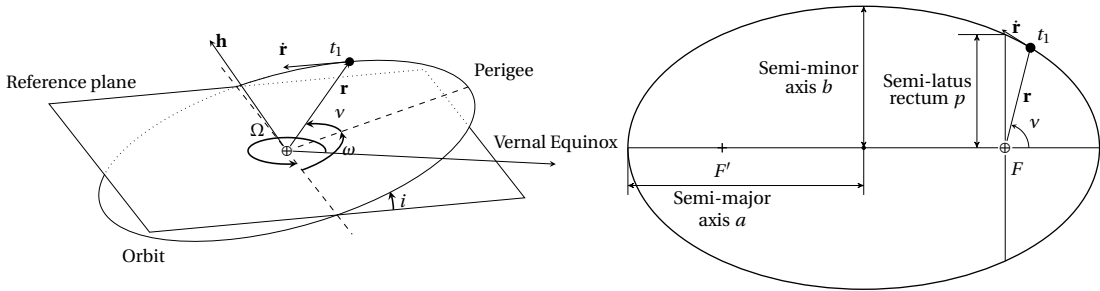 h
ṙ
t₁
Reference plane
Perigee
r
ν
Ω
Vernal Equinox
ω
i
Orbit
ṙ
t₁
Semi-minor
axis b
Semi-latus
rectum p
r
ν
F′
F
Semi-major
axis a